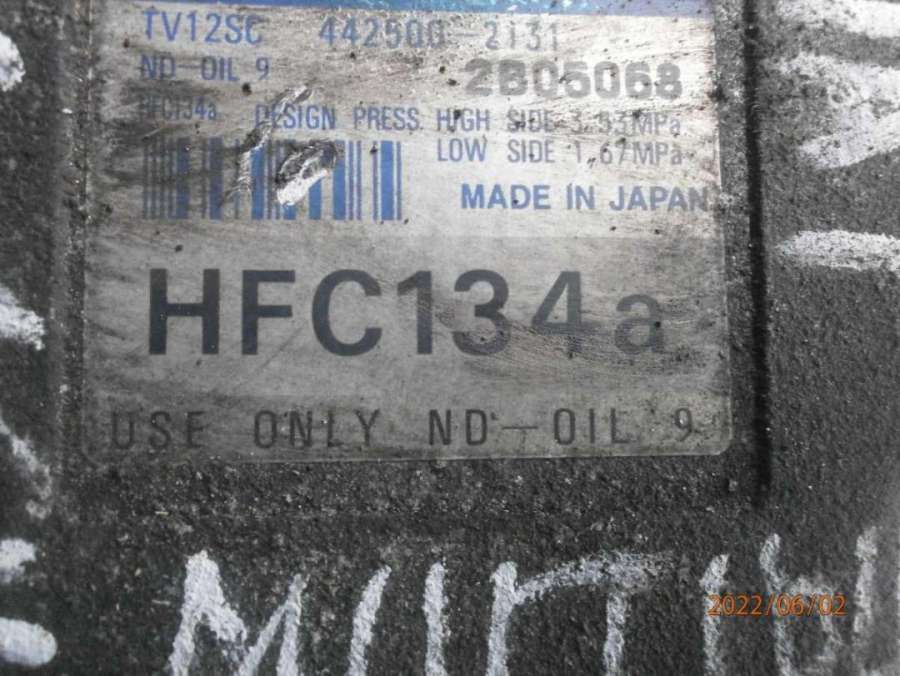 TV12SC 442500-2131
ND-OIL 9 2B05068
HFC134a DESIGN PRESS. HIGH SIDE 3.53MPa
LOW SIDE 1.67MPa
MADE IN JAPAN
HFC134a
USE ONLY ND-OIL 9
2022/06/02